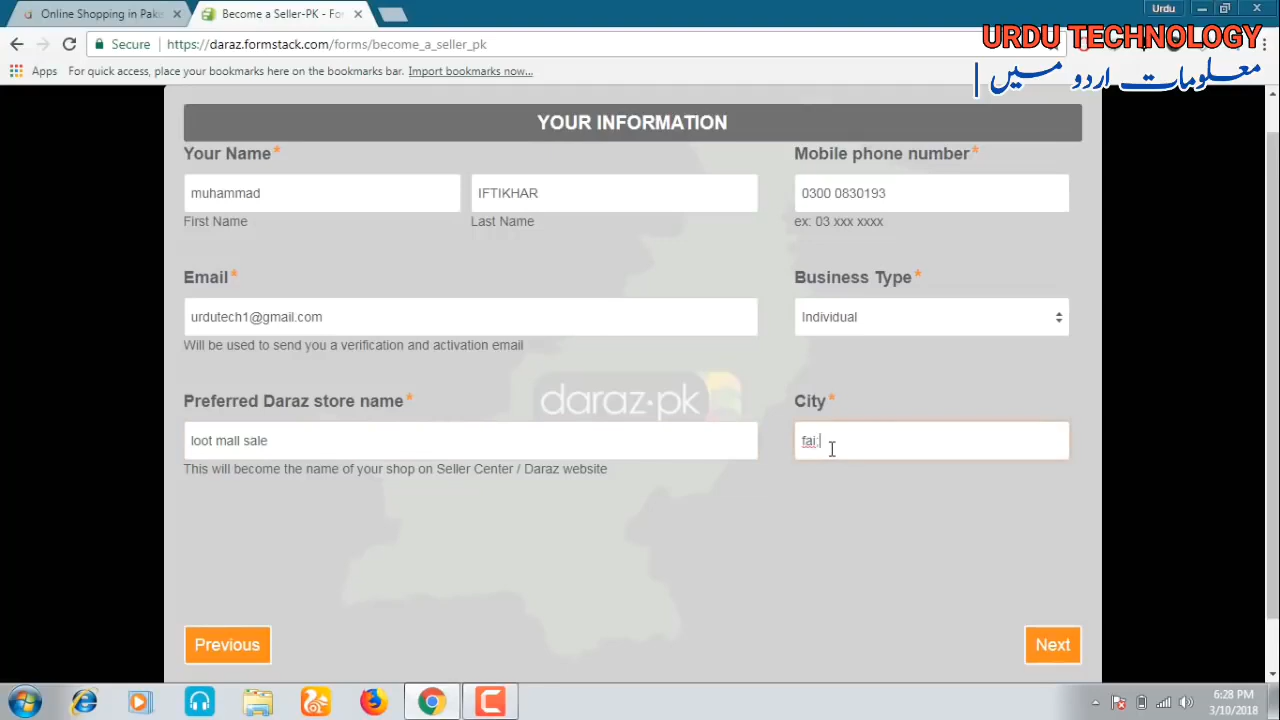 Online Shopping in Pak
Become a Seller-PK - Fo
Urdu
Secure
https://daraz.formstack.com/forms/become_a_seller_pk
URDU TECHNOLOGY
Apps
For quick access, place your bookmarks here on the bookmarks bar. Import bookmarks now...
معلومات اردو میں |
YOUR INFORMATION
Your Name*
Mobile phone number*
muhammad
IFTIKHAR
0300 0830193
First Name
Last Name
ex: 03 xxx xxxx
Email*
Business Type*
urdutech1@gmail.com
Individual
Will be used to send you a verification and activation email
daraz.pk
Preferred Daraz store name*
City*
loot mall sale
fai
This will become the name of your shop on Seller Center / Daraz website
Previous
Next
6:28 PM
3/10/2018